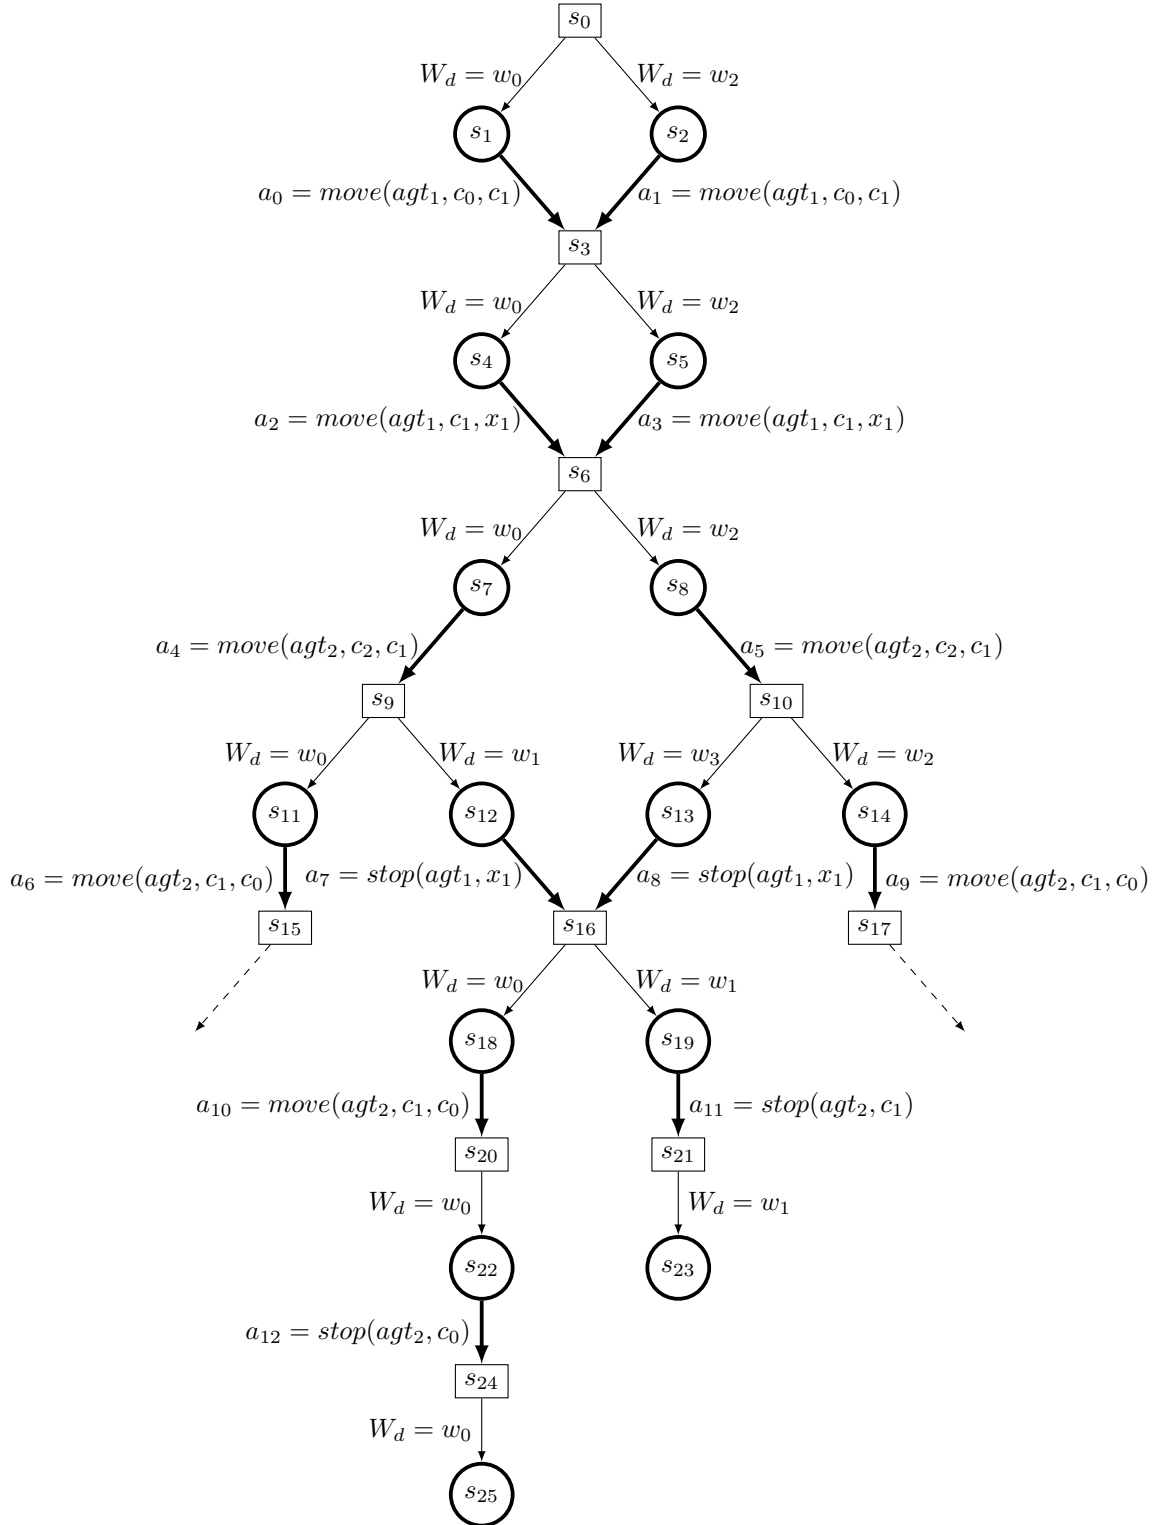 s₀
W_d = w₀ W_d = w₂
s₁ s₂
a₀ = move(agt₁, c₀, c₁) a₁ = move(agt₁, c₀, c₁)
s₃
W_d = w₀ W_d = w₂
s₄ s₅
a₂ = move(agt₁, c₁, x₁) a₃ = move(agt₁, c₁, x₁)
s₆
W_d = w₀ W_d = w₂
s₇ s₈
a₄ = move(agt₂, c₂, c₁) a₅ = move(agt₂, c₂, c₁)
s₉ s₁₀
W_d = w₀ W_d = w₁ W_d = w₃ W_d = w₂
s₁₁ s₁₂ s₁₃ s₁₄
a₆ = move(agt₂, c₁, c₀) a₇ = stop(agt₁, x₁) a₈ = stop(agt₁, x₁) a₉ = move(agt₂, c₁, c₀)
s₁₅ s₁₆ s₁₇
W_d = w₀ W_d = w₁
s₁₈ s₁₉
a₁₀ = move(agt₂, c₁, c₀) a₁₁ = stop(agt₂, c₁)
s₂₀ s₂₁
W_d = w₀ W_d = w₁
s₂₂ s₂₃
a₁₂ = stop(agt₂, c₀)
s₂₄
W_d = w₀
s₂₅